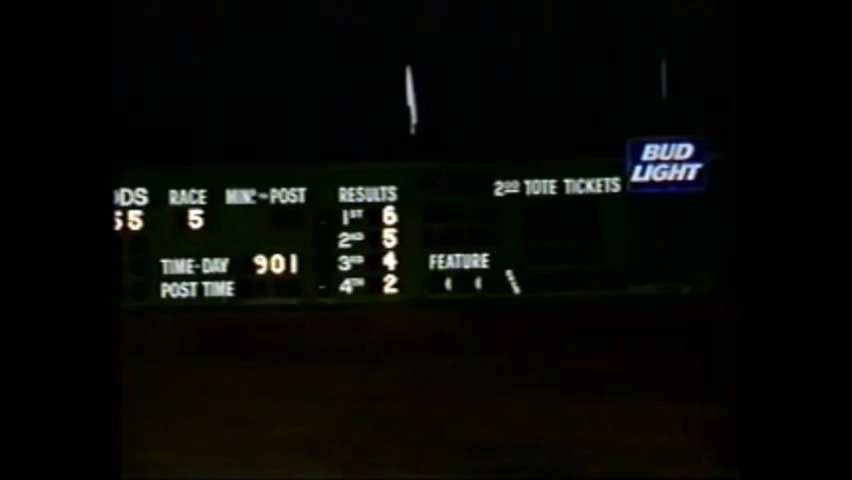 BUD
LIGHT
ODS RACE MIN'S-POST RESULTS 2.00 TOTE TICKETS
55 5 1ST 6
2ND 5
TIME-DAY 901 3RD 4 FEATURE
POST TIME 4TH 2